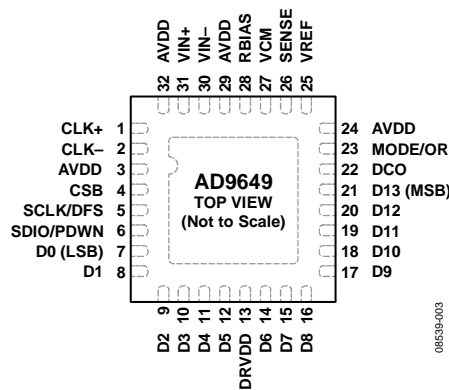 32 AVDD
31 VIN+
30 VIN–
29 AVDD
28 RBIAS
27 VCM
26 SENSE
25 VREF
CLK+ 1
CLK– 2
AVDD 3
CSB 4
SCLK/DFS 5
SDIO/PDWN 6
D0 (LSB) 7
D1 8
AD9649
TOP VIEW
(Not to Scale)
24 AVDD
23 MODE/OR
22 DCO
21 D13 (MSB)
20 D12
19 D11
18 D10
17 D9
D2 9
D3 10
D4 11
D5 12
DRVDD 13
D6 14
D7 15
D8 16
08539-003